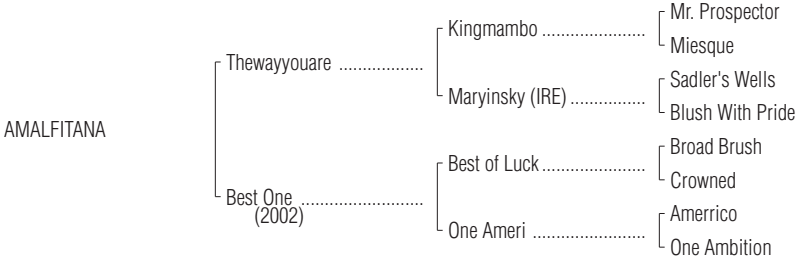 Mr. Prospector
Kingmambo ......................
Miesque
Thewayyouare ..................
Sadler's Wells
Maryinsky (IRE) ................
Blush With Pride
AMALFITANA
Broad Brush
Best of Luck......................
Crowned
Best One ..........................
(2002)
Amerrico
One Ameri ........................
One Ambition